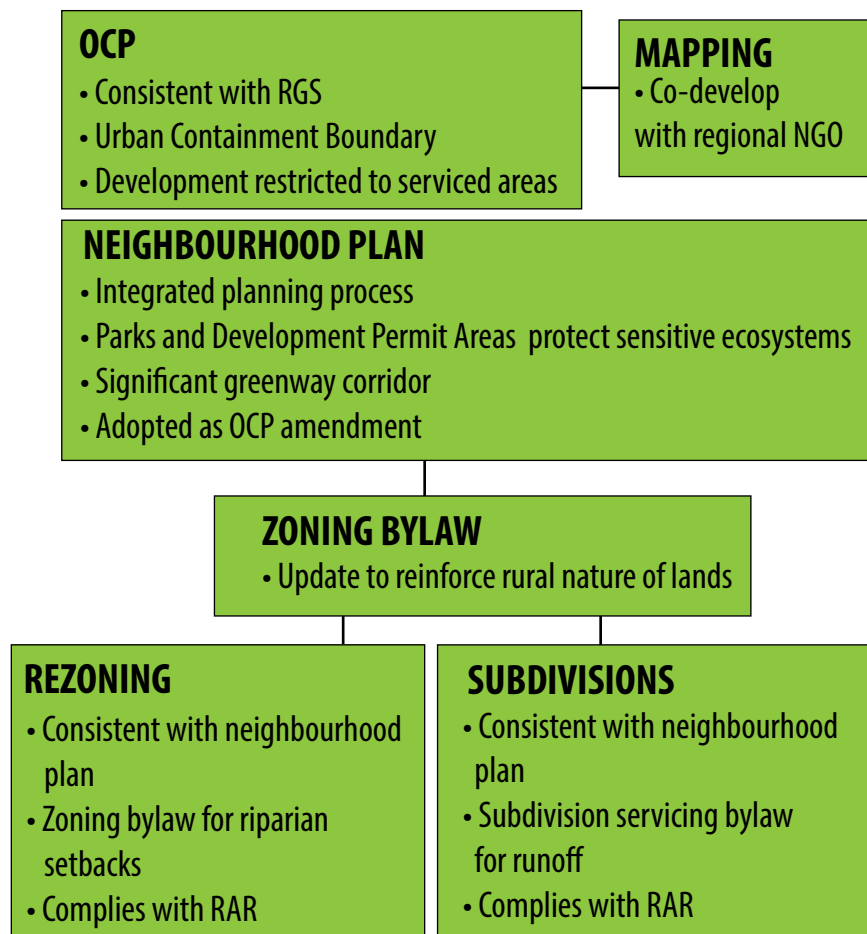 OCP
• Consistent with RGS
• Urban Containment Boundary
• Development restricted to serviced areas
MAPPING
• Co-develop
with regional NGO
NEIGHBOURHOOD PLAN
• Integrated planning process
• Parks and Development Permit Areas protect sensitive ecosystems
• Significant greenway corridor
• Adopted as OCP amendment
ZONING BYLAW
• Update to reinforce rural nature of lands
REZONING
• Consistent with neighbourhood
plan
• Zoning bylaw for riparian
setbacks
• Complies with RAR
SUBDIVISIONS
• Consistent with neighbourhood
plan
• Subdivision servicing bylaw
for runoff
• Complies with RAR